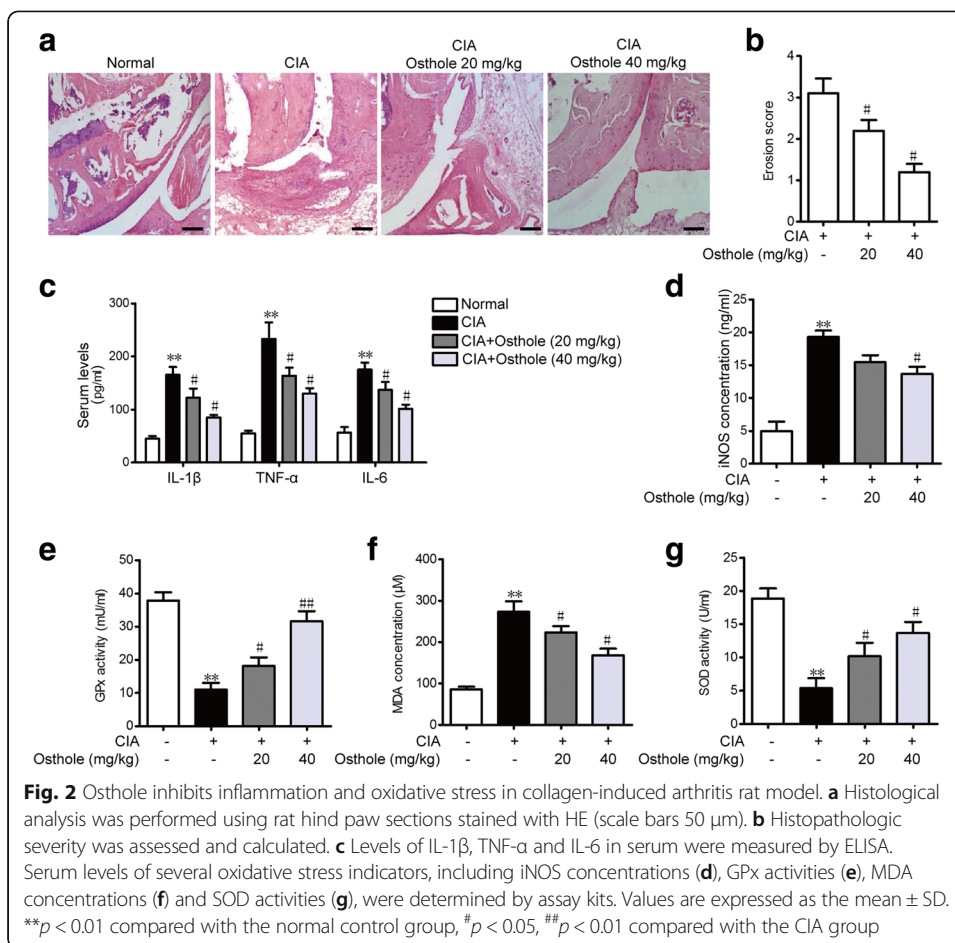 a
Normal
CIA
CIA
Osthole 20 mg/kg
CIA
Osthole 40 mg/kg
b
Erosion score
4
3
2
1
0
#
#
CIA + + +
Osthole (mg/kg) - 20 40
c
Serum levels
(pg/ml)
300
200
100
0
** # #
** # #
** # #
IL-1β TNF-α IL-6
Normal
CIA
CIA+Osthole (20 mg/kg)
CIA+Osthole (40 mg/kg)
d
iNOS concentration (ng/ml)
25
20
15
10
5
0
**
#
CIA - + + +
Osthole (mg/kg) - - 20 40
e
GPx activity (mU/ml)
50
40
30
20
10
0
**
#
##
CIA - + + +
Osthole (mg/kg) - - 20 40
f
MDA concentration (µM)
400
300
200
100
0
**
#
#
CIA - + + +
Osthole (mg/kg) - - 20 40
g
SOD activity (U/ml)
25
20
15
10
5
0
**
#
#
CIA - + + +
Osthole (mg/kg) - - 20 40
Fig. 2 Osthole inhibits inflammation and oxidative stress in collagen-induced arthritis rat model. a Histological
analysis was performed using rat hind paw sections stained with HE (scale bars 50 µm). b Histopathologic
severity was assessed and calculated. c Levels of IL-1β, TNF-α and IL-6 in serum were measured by ELISA.
Serum levels of several oxidative stress indicators, including iNOS concentrations (d), GPx activities (e), MDA
concentrations (f) and SOD activities (g), were determined by assay kits. Values are expressed as the mean ± SD.
**p < 0.01 compared with the normal control group, #p < 0.05, ##p < 0.01 compared with the CIA group